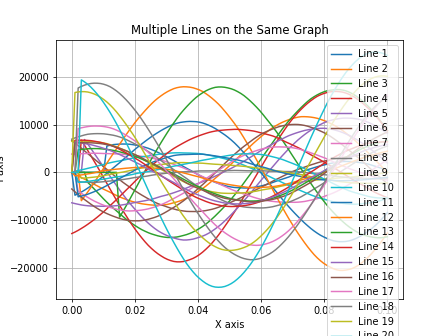 Multiple Lines on the Same Graph
20000
10000
0
−10000
−20000
0.00
0.02
0.04
0.06
X axis
Line 1
Line 2
Line 3
Line 4
Line 5
Line 6
Line 7
Line 8
Line 9
Line 10
Line 11
Line 12
Line 13
Line 14
Line 15
Line 16
Line 17
Line 18
Line 19
Line 20